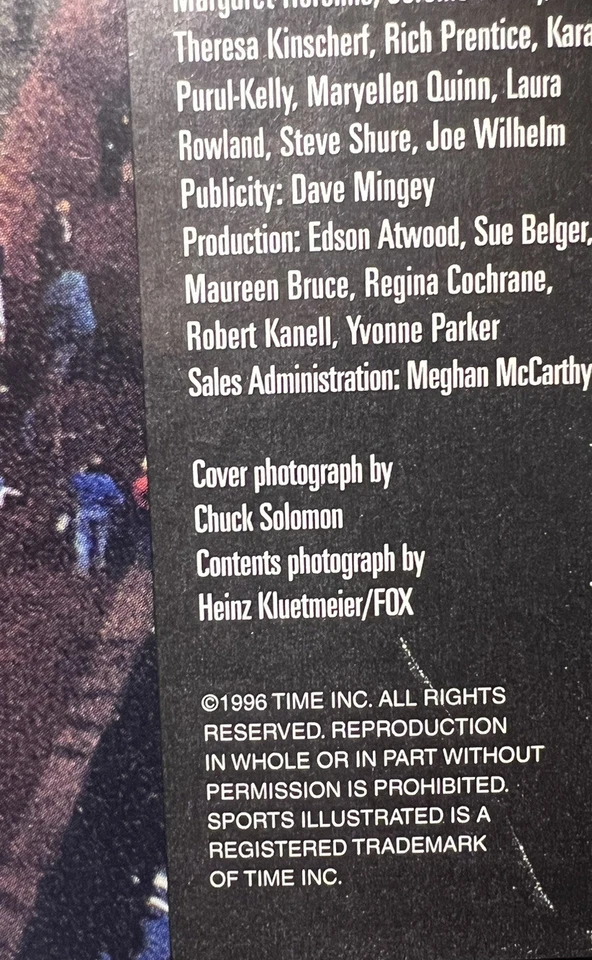 Theresa Kinscherf, Rich Prentice, Kara
Purul-Kelly, Maryellen Quinn, Laura
Rowland, Steve Shure, Joe Wilhelm
Publicity: Dave Mingey
Production: Edson Atwood, Sue Belger,
Maureen Bruce, Regina Cochrane,
Robert Kanell, Yvonne Parker
Sales Administration: Meghan McCarthy
Cover photograph by
Chuck Solomon
Contents photograph by
Heinz Kluetmeier/FOX
©1996 TIME INC. ALL RIGHTS
RESERVED. REPRODUCTION
IN WHOLE OR IN PART WITHOUT
PERMISSION IS PROHIBITED.
SPORTS ILLUSTRATED IS A
REGISTERED TRADEMARK
OF TIME INC.